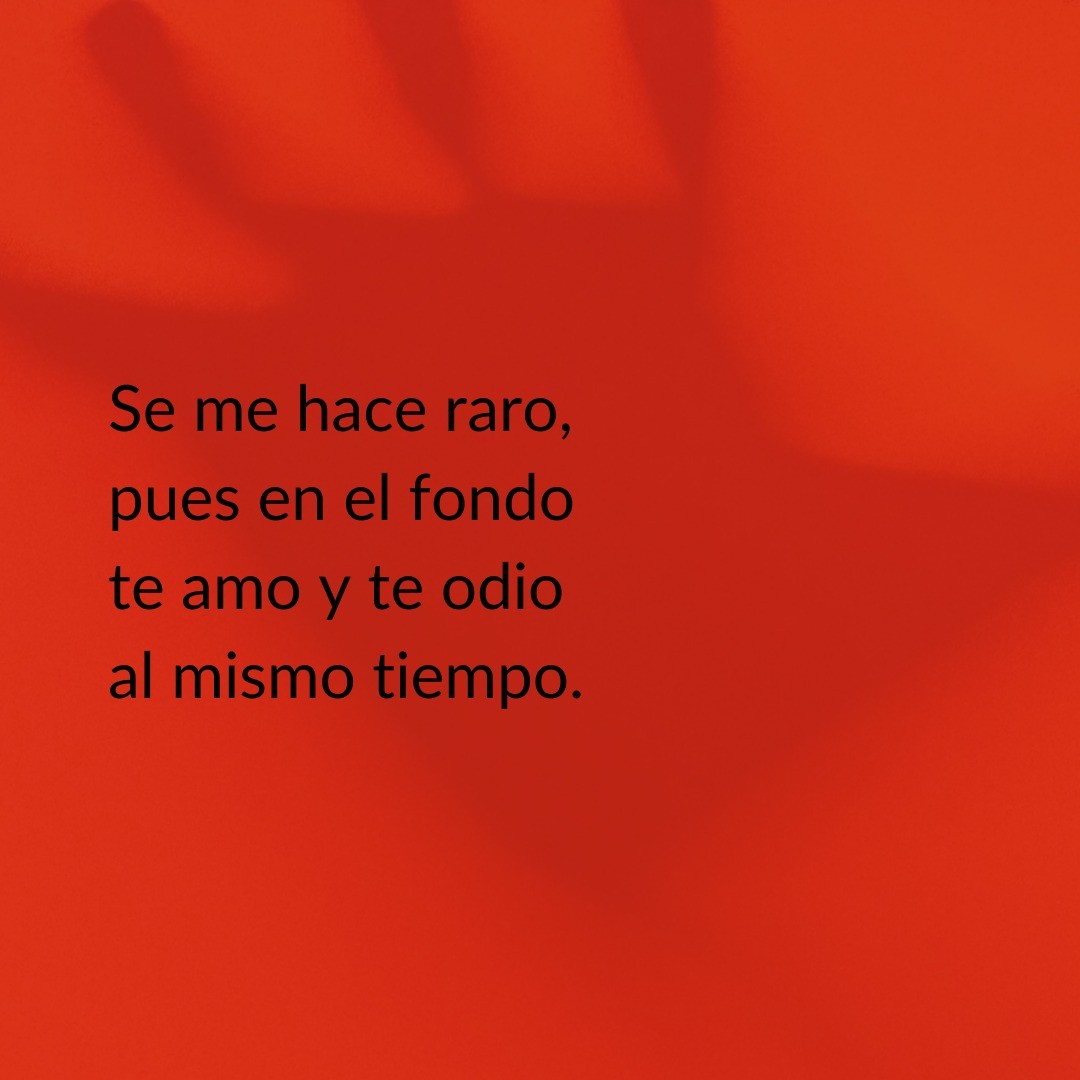 Se me hace raro,
pues en el fondo
te amo y te odio
al mismo tiempo.